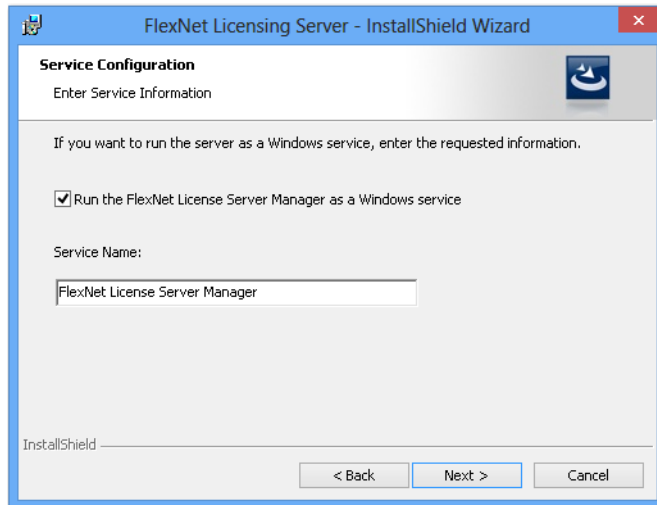 FlexNet Licensing Server - InstallShield Wizard
Service Configuration
Enter Service Information
If you want to run the server as a Windows service, enter the requested information.
Run the FlexNet License Server Manager as a Windows service
Service Name:
FlexNet License Server Manager
InstallShield
< Back Next > Cancel